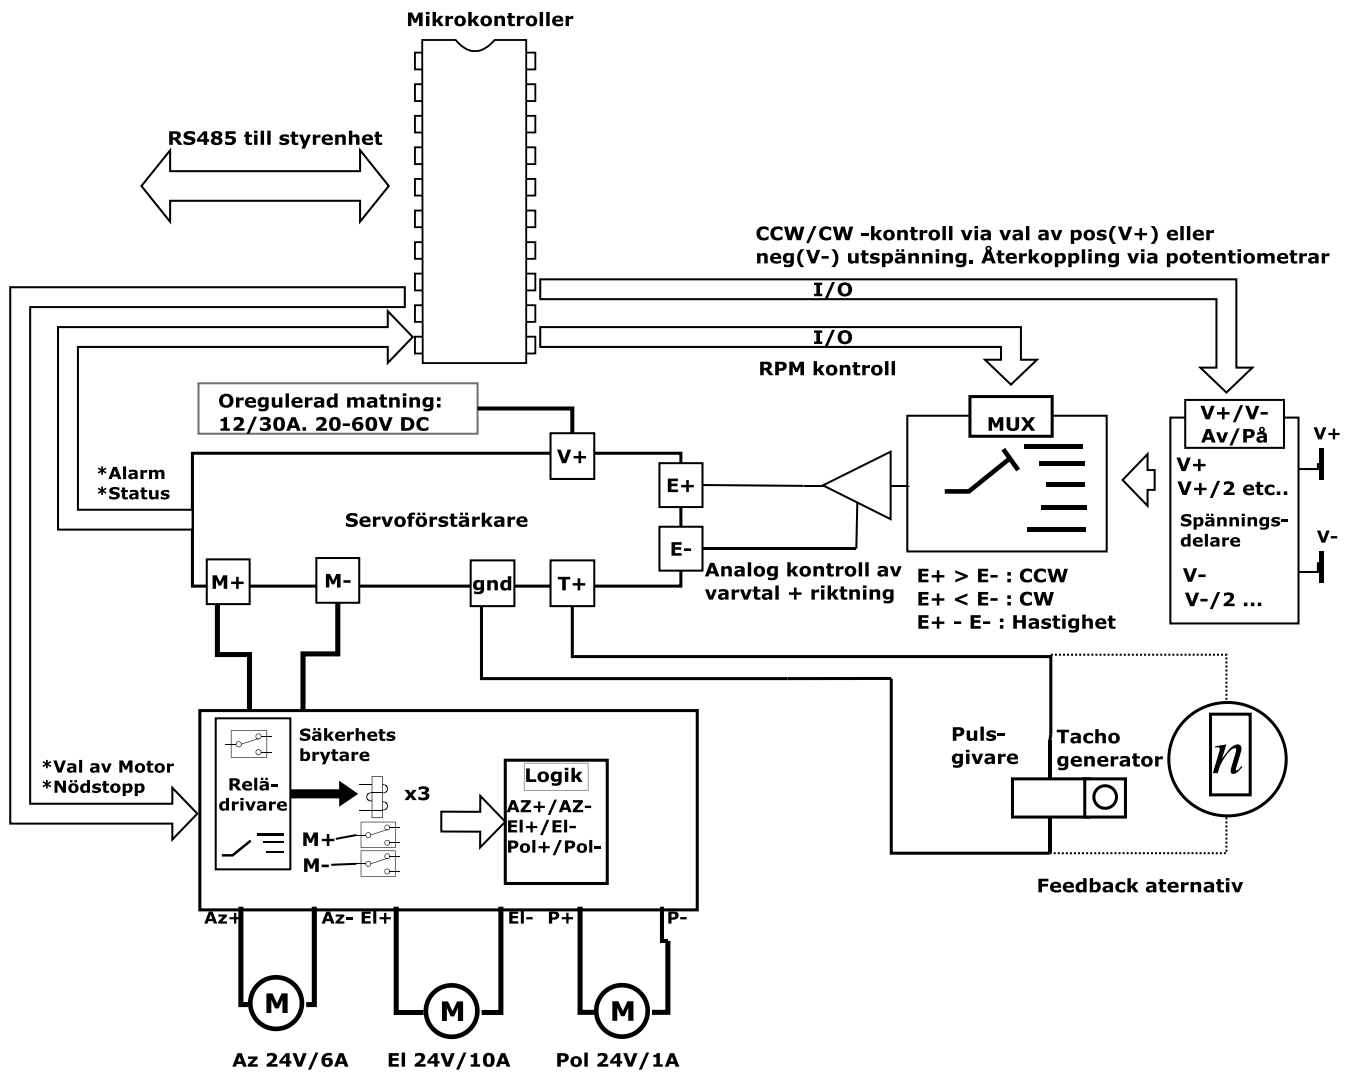 Mikrokontroller
RS485 till styrenhet
CCW/CW -kontroll via val av pos(V+) eller
neg(V-) utspänning. Återkoppling via potentiometrar
I/O
I/O
RPM kontroll
Oregulerad matning:
12/30A. 20-60V DC
V+
*Alarm
*Status
Servoförstärkare
E+
E-
M+
M-
gnd
T+
Analog kontroll av
varvtal + riktning
MUX
E+ > E- : CCW
E+ < E- : CW
E+ - E- : Hastighet
V+/V-
Av/På
V+
V+/2 etc..
Spännings-
delare
V-
V-/2 ...
V+
V-
*Val av Motor
*Nödstopp
Säkerhets
brytare
Relä-
drivare
x3
M+
M-
Logik
AZ+/AZ-
El+/El-
Pol+/Pol-
Puls-
givare
Tacho
generator
n
Feedback aternativ
Az+
Az-
El+
El-
P+
P-
M
M
M
Az 24V/6A
El 24V/10A
Pol 24V/1A